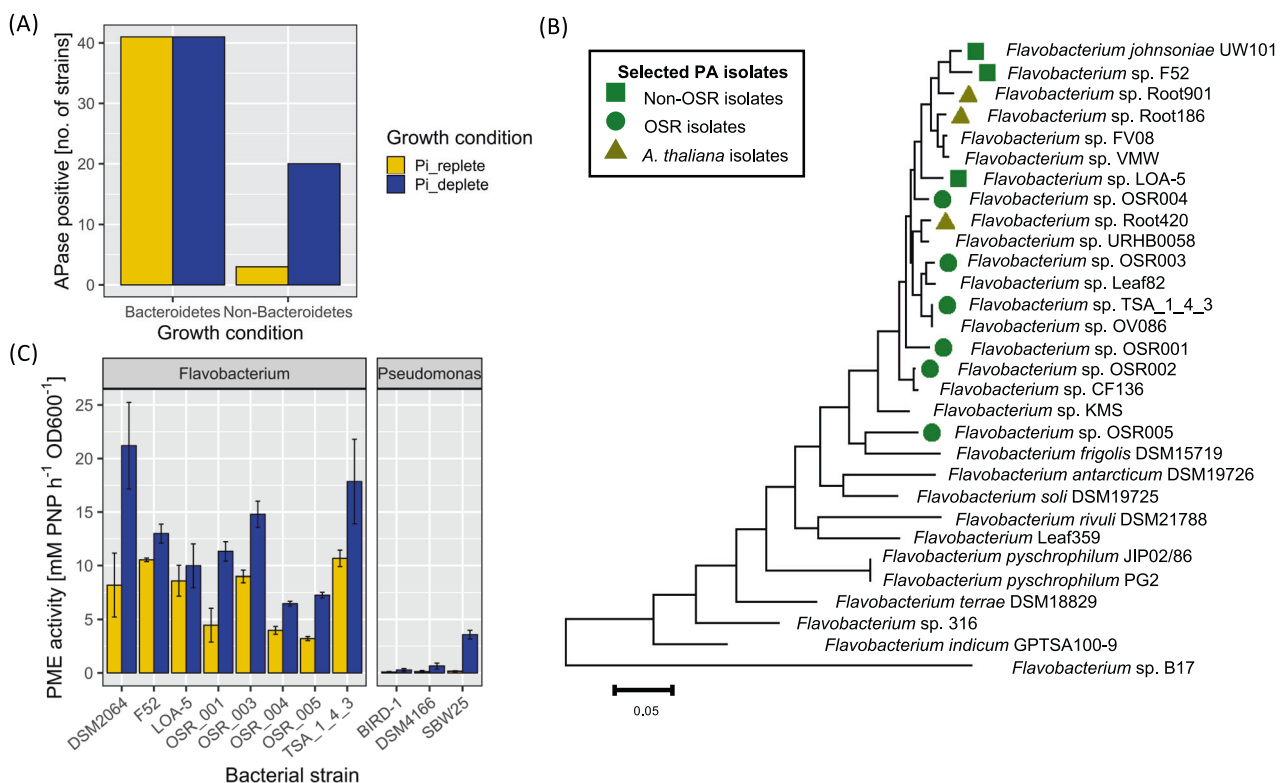 (A)
APase positive [no. of strains]
40
30
20
10
0
Bacteroidetes Non-Bacteroidetes
Growth condition
Growth condition
Pi_replete
Pi_deplete
(B)
Selected PA isolates
Non-OSR isolates
OSR isolates
A. thaliana isolates
Flavobacterium johnsoniae UW101
Flavobacterium sp. F52
Flavobacterium sp. Root901
Flavobacterium sp. Root186
Flavobacterium sp. FV08
Flavobacterium sp. VMW
Flavobacterium sp. LOA-5
Flavobacterium sp. OSR004
Flavobacterium sp. Root420
Flavobacterium sp. URHB0058
Flavobacterium sp. OSR003
Flavobacterium sp. Leaf82
Flavobacterium sp. TSA_1_4_3
Flavobacterium sp. OV086
Flavobacterium sp. OSR001
Flavobacterium sp. OSR002
Flavobacterium sp. CF136
Flavobacterium sp. KMS
Flavobacterium sp. OSR005
Flavobacterium frigolis DSM15719
Flavobacterium antarcticum DSM19726
Flavobacterium soli DSM19725
Flavobacterium rivuli DSM21788
Flavobacterium Leaf359
Flavobacterium pyschrophilum JIP02/86
Flavobacterium pyschrophilum PG2
Flavobacterium terrae DSM18829
Flavobacterium sp. 316
Flavobacterium indicum GPTSA100-9
Flavobacterium sp. B17
0.05
(C)
Flavobacterium
Pseudomonas
PME activity [mM PNP h⁻¹ OD600⁻¹]
25
20
15
10
5
0
DSM2064
F52
LOA-5
OSR_001
OSR_003
OSR_004
OSR_005
TSA_1_4_3
BIRD-1
DSM4166
SBW25
Bacterial strain